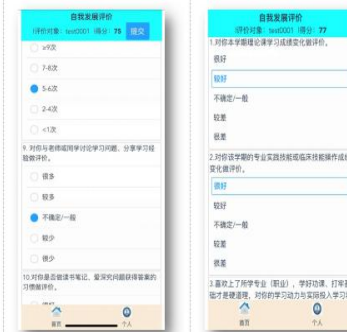 自我发展评价
评价对象: test0001 得分: 75 提交
≥9次
7-8次
5-6次
2-4次
<1次
9. 对你与老师或同学讨论学习问题、分享学习经
验做评价。
很多
较多
不确定/一般
较少
很少
10.对你是否做读书笔记、爱深究问题获得答案的
习惯做评价。
首页 个人
自我发展评价
评价对象: test0001 得分: 77
1.对你本学期理论课学习成绩变化做评价。
很好
较好
不确定/一般
较差
很差
2.对你该学期的专业实践技能或临床技能操作成绩
变化做评价。
很好
较好
不确定/一般
较差
很差
3.喜欢上了所学专业（职业），学好功课、打牢基
础才是硬道理，对你的学习动力与实际投入学习
首页 个人